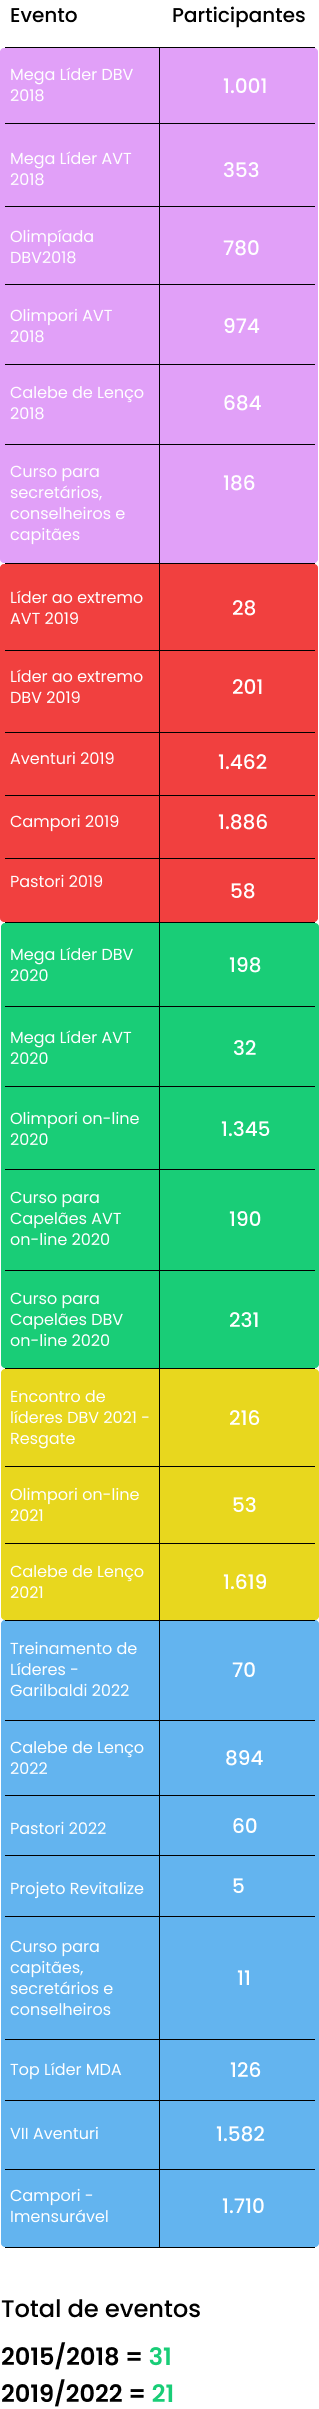 Evento Participantes
Mega Líder DBV
2018
1.001
Mega Líder AVT
2018
353
Olimpíada
DBV2018
780
Olimpori AVT
2018
974
Calebe de Lenço
2018
684
Curso para
secretários,
conselheiros e
capitães
186
Líder ao extremo
AVT 2019
28
Líder ao extremo
DBV 2019
201
Aventuri 2019
1.462
Campori 2019
1.886
Pastori 2019
58
Mega Líder DBV
2020
198
Mega Líder AVT
2020
32
Olimpori on-line
2020
1.345
Curso para
Capelães AVT
on-line 2020
190
Curso para
Capelães DBV
on-line 2020
231
Encontro de
líderes DBV 2021 -
Resgate
216
Olimpori on-line
2021
53
Calebe de Lenço
2021
1.619
Treinamento de
Líderes -
Garilbaldi 2022
70
Calebe de Lenço
2022
894
Pastori 2022
60
Projeto Revitalize
5
Curso para
capitães,
secretários e
conselheiros
11
Top Líder MDA
126
VII Aventuri
1.582
Campori -
Imensurável
1.710
Total de eventos
2015/2018 = 31
2019/2022 = 21